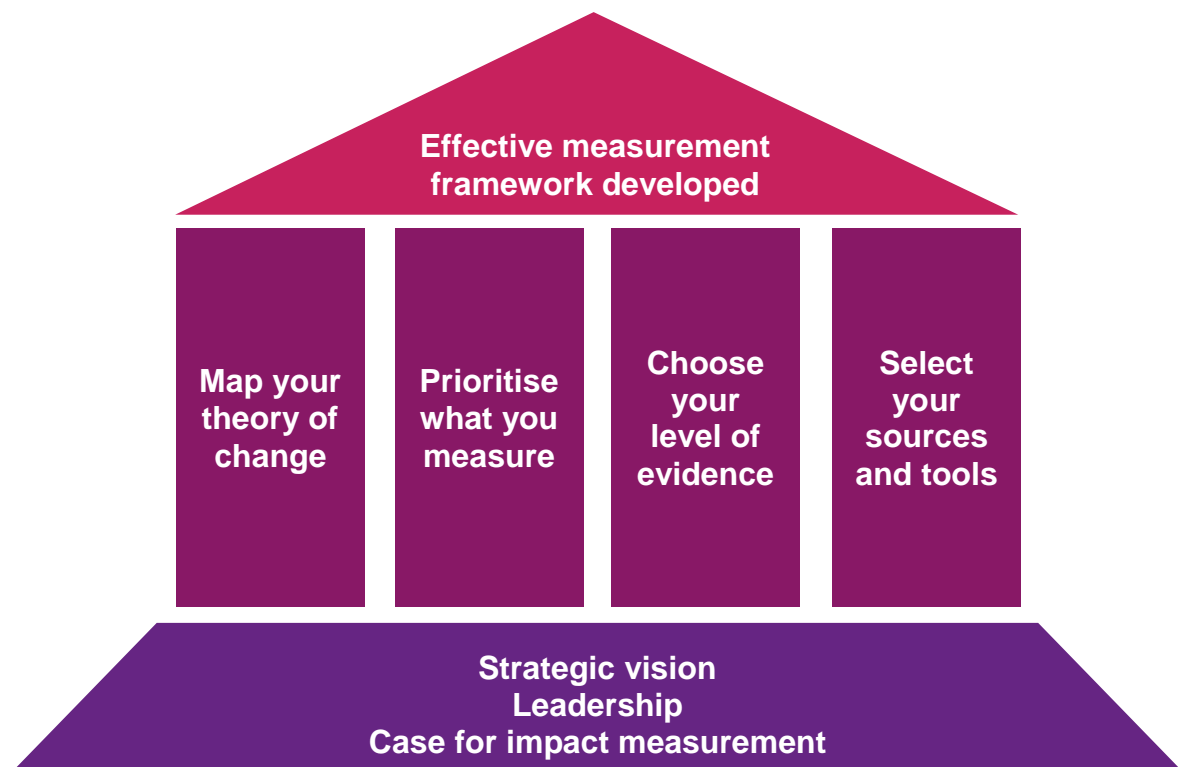 Effective measurement
framework developed
Map your
theory of
change
Prioritise
what you
measure
Choose
your
level of
evidence
Select
your
sources
and tools
Strategic vision
Leadership
Case for impact measurement